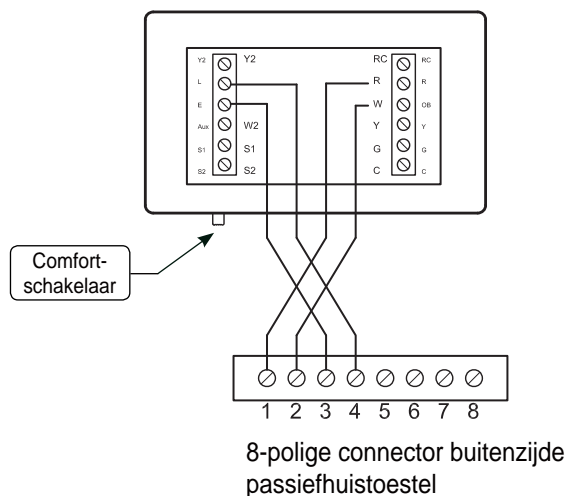 Y2 Y2 RC RC
L R R
E W OB
Aux W2 Y Y
S1 S1 G G
S2 S2 C C
Comfort-
schakelaar
1 2 3 4 5 6 7 8
8-polige connector buitenzijde
passiefhuistoestel